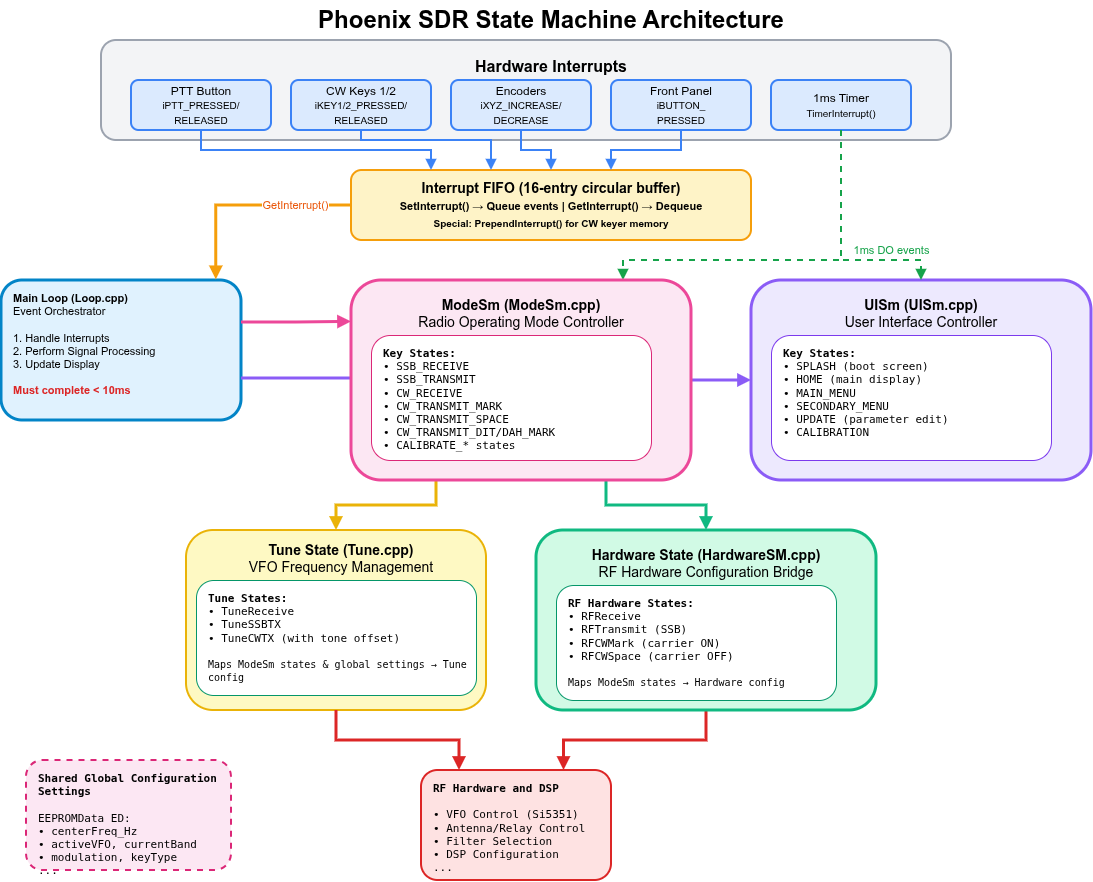 Phoenix SDR State Machine Architecture
Hardware Interrupts
PTT Button
iPTT_PRESSED/
RELEASED
CW Keys 1/2
iKEY1/2_PRESSED/
RELEASED
Encoders
iXYZ_INCREASE/
DECREASE
Front Panel
iBUTTON_
PRESSED
1ms Timer
TimerInterrupt()
Interrupt FIFO (16-entry circular buffer)
SetInterrupt() → Queue events | GetInterrupt() → Dequeue
Special: PrependInterrupt() for CW keyer memory
GetInterrupt()
1ms DO events
Main Loop (Loop.cpp)
Event Orchestrator
1. Handle Interrupts
2. Perform Signal Processing
3. Update Display
Must complete < 10ms
ModeSm (ModeSm.cpp)
Radio Operating Mode Controller
Key States:
• SSB_RECEIVE
• SSB_TRANSMIT
• CW_RECEIVE
• CW_TRANSMIT_MARK
• CW_TRANSMIT_SPACE
• CW_TRANSMIT_DIT/DAH_MARK
• CALIBRATE_* states
UISm (UISm.cpp)
User Interface Controller
Key States:
• SPLASH (boot screen)
• HOME (main display)
• MAIN_MENU
• SECONDARY_MENU
• UPDATE (parameter edit)
• CALIBRATION
Tune State (Tune.cpp)
VFO Frequency Management
Tune States:
• TuneReceive
• TuneSSBTX
• TuneCWTX (with tone offset)
Maps ModeSm states & global settings → Tune
config
Hardware State (HardwareSM.cpp)
RF Hardware Configuration Bridge
RF Hardware States:
• RFReceive
• RFTransmit (SSB)
• RFCWMark (carrier ON)
• RFCWSpace (carrier OFF)
Maps ModeSm states → Hardware config
Shared Global Configuration
Settings
EEPROMData ED:
• centerFreq_Hz
• activeVFO, currentBand
• modulation, keyType
...
RF Hardware and DSP
• VFO Control (Si5351)
• Antenna/Relay Control
• Filter Selection
• DSP Configuration
...